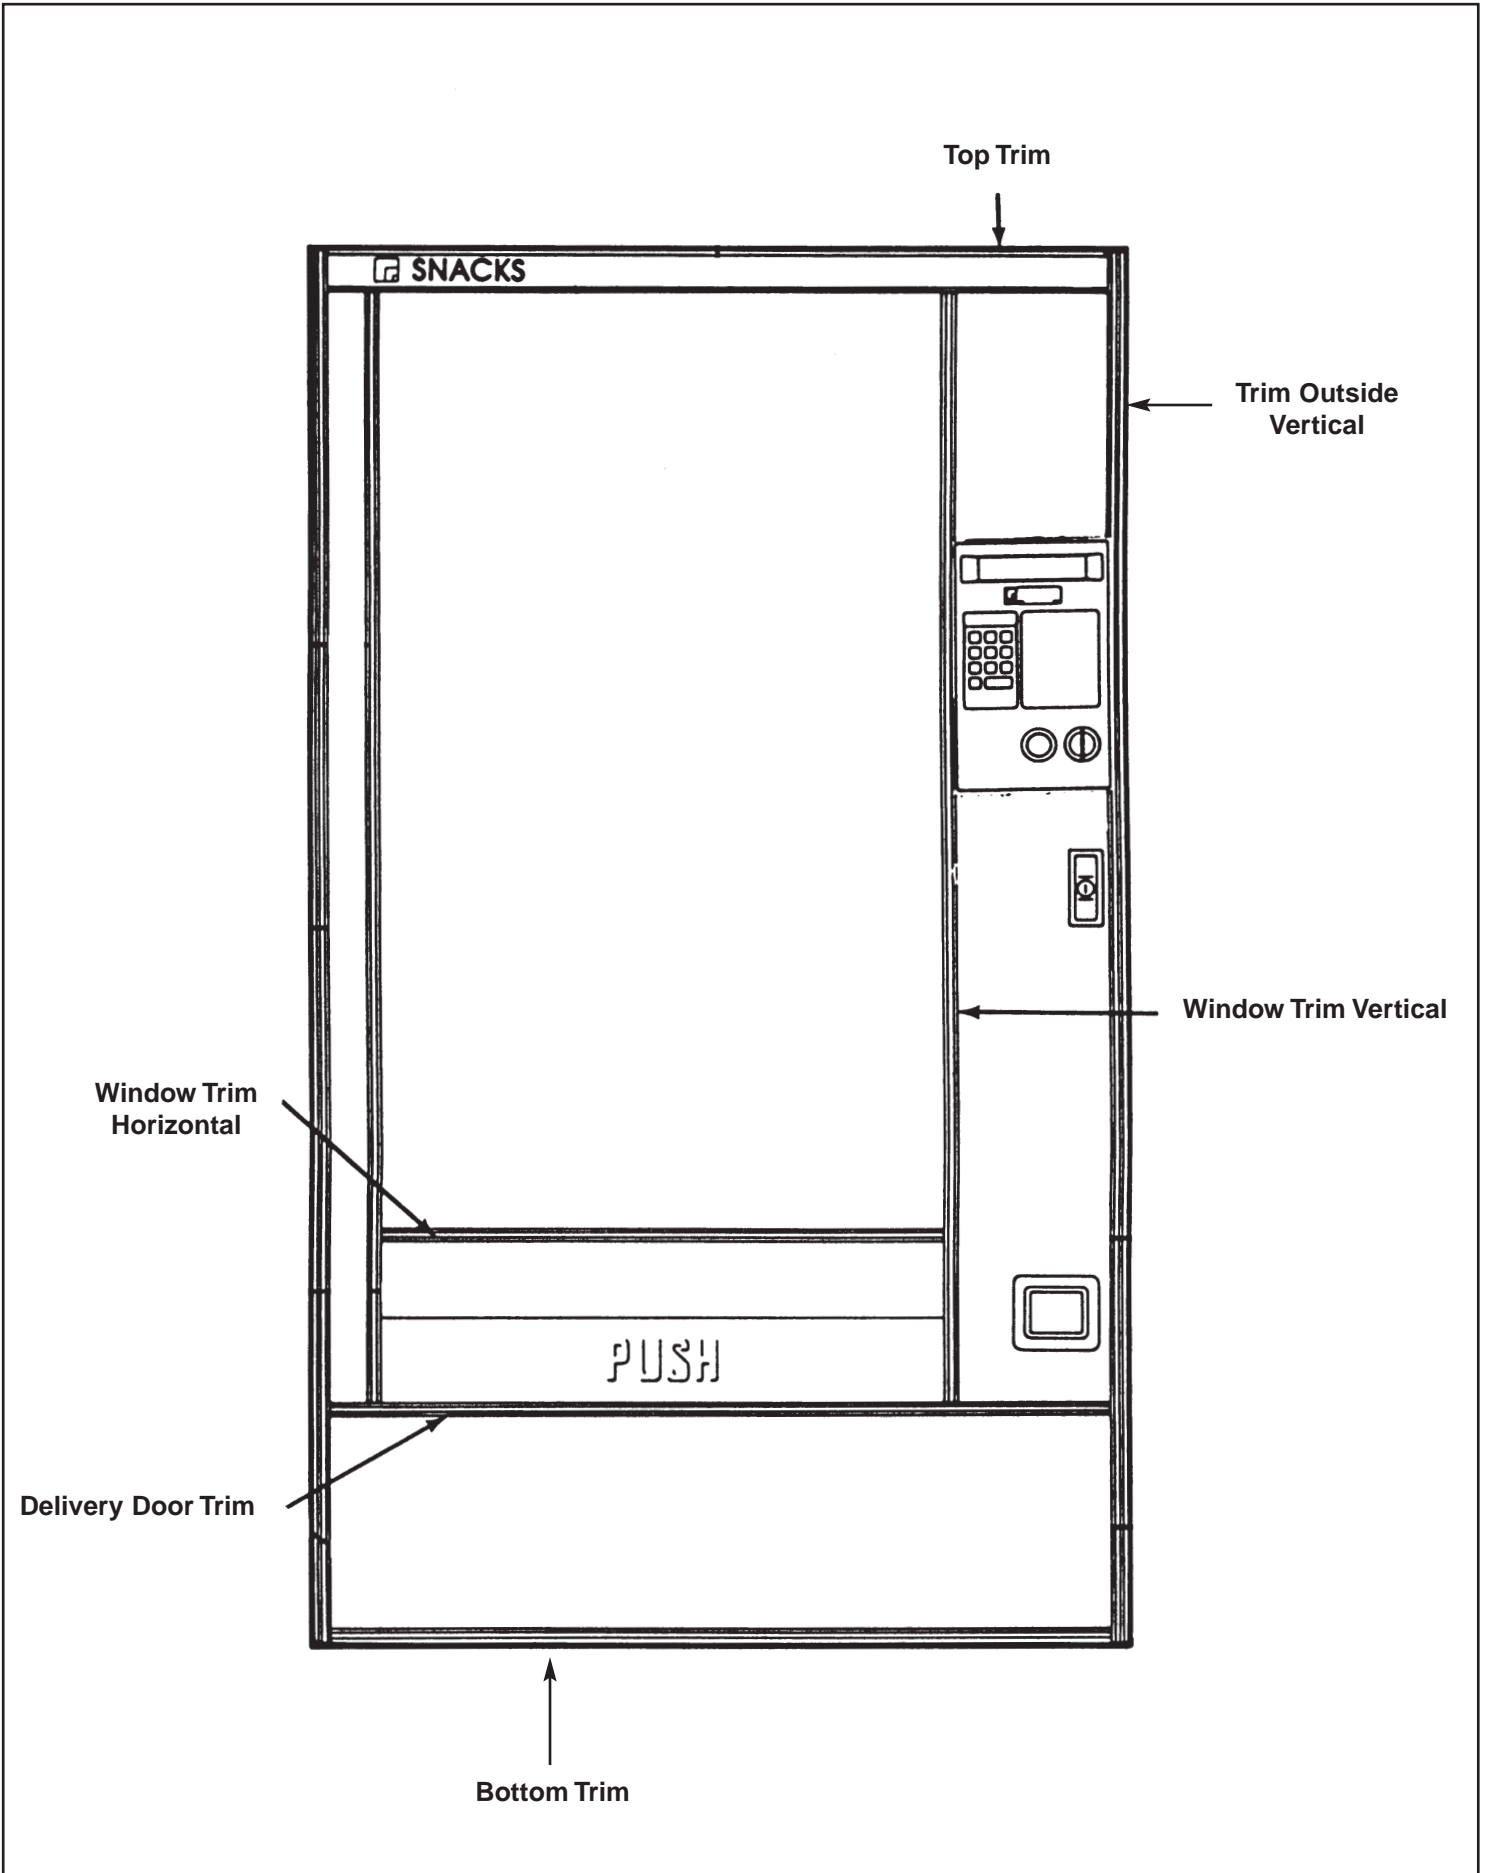 Top Trim
SNACKS
Trim Outside
Vertical
Window Trim Vertical
Window Trim
Horizontal
PUSH
Delivery Door Trim
Bottom Trim